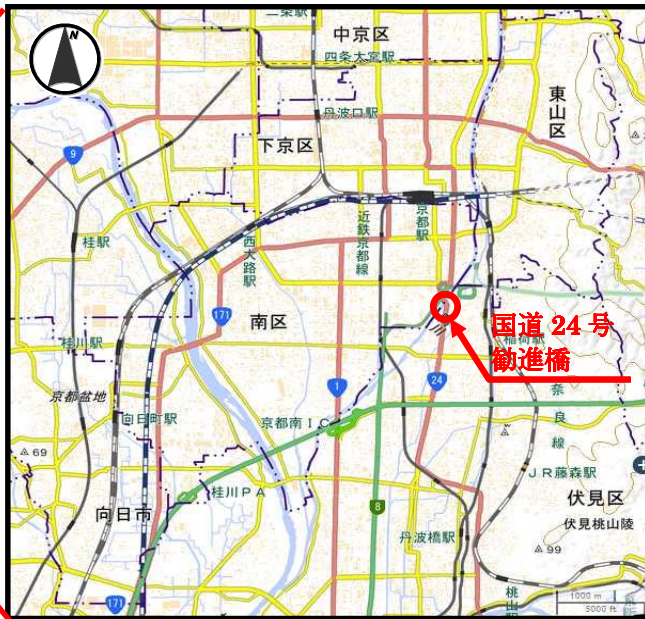 N
二条駅
中京区
四条大宮駅
東山区
丹波口駅
下京区
9
京都駅
近鉄京都線
西大路駅
桂駅
171
南区
国道 24 号
勧進橋
稲荷駅
桂川駅
京都盆地
1
24
奈良線
向日町駅
京都南IC
69
JR藤森駅
桂川PA
8
伏見区
伏見桃山陵
向日市
丹波橋駅
99
171
桃山
1000 m
5000 ft